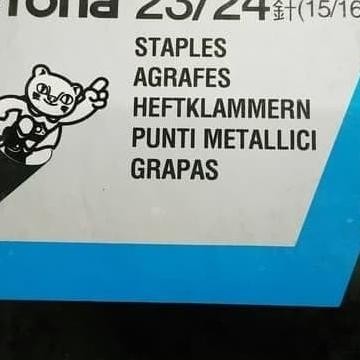 23/24針(15/16
STAPLES
AGRAFES
HEFTKLAMMERN
PUNTI METALLICI
GRAPAS